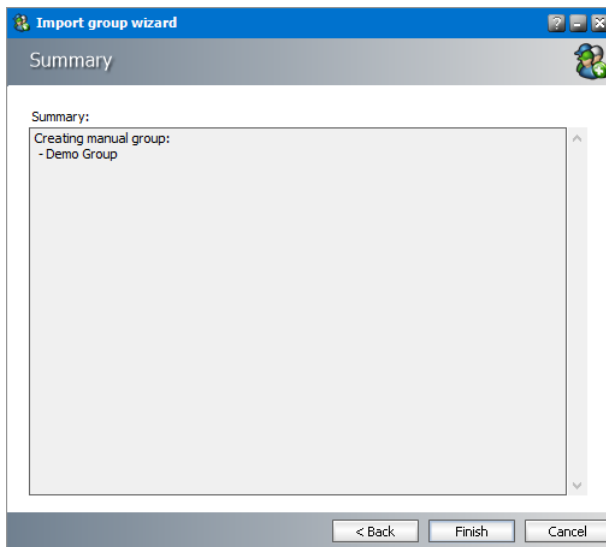 Import group wizard
?
Summary
Summary:
Creating manual group:
- Demo Group
< Back
Finish
Cancel